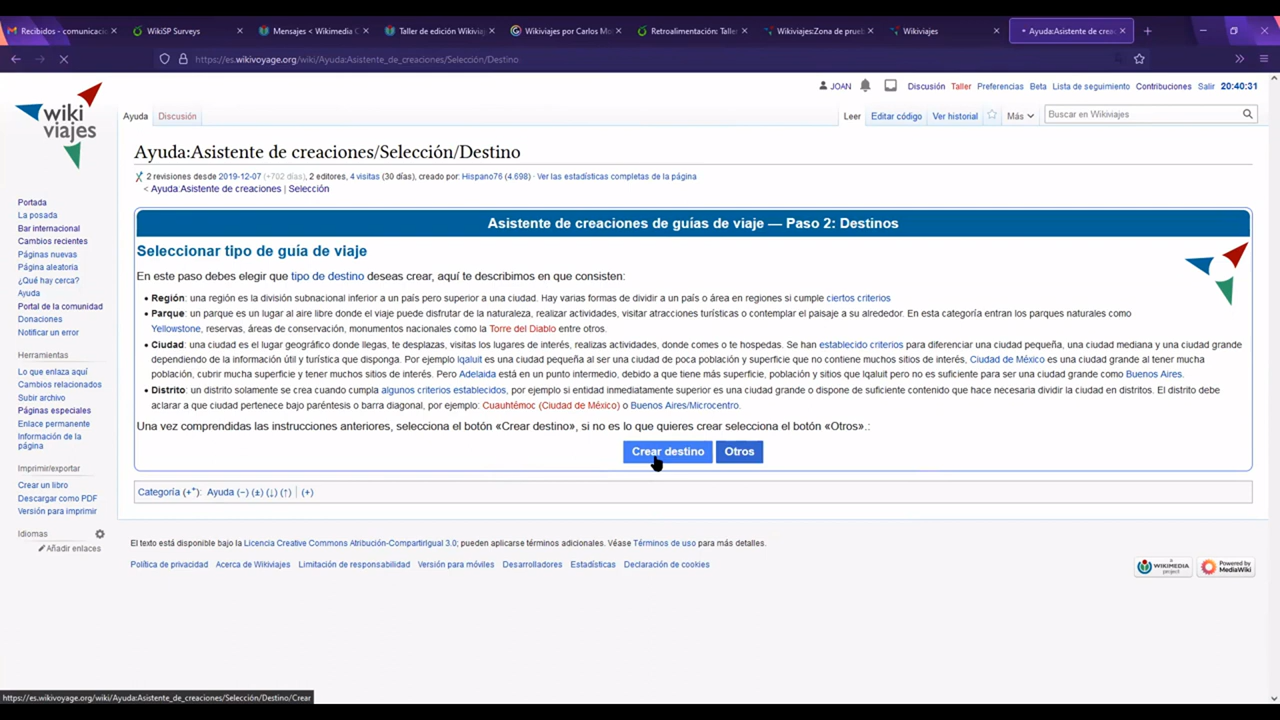 Recibidos - comunicaci
WikiSP Surveys
Mensajes < Wikimedia C
Taller de edición Wikiviaj
Wikiviajes por Carlos Mo
Retroalimentación: Taller
Wikiviajes:Zona de prueb
Wikiviajes
Ayuda:Asistente de crea
https://es.wikivoyage.org/wiki/Ayuda:Asistente_de_creaciones/Selección/Destino
wiki
viajes
JOAN Discusión Taller Preferencias Beta Lista de seguimiento Contribuciones Salir 20:40:31
Ayuda Discusión Leer Editar código Ver historial Más Buscar en Wikiviajes
Ayuda:Asistente de creaciones/Selección/Destino
2 revisiones desde 2019-12-07 (+702 días), 2 editores, 4 visitas (30 días), creado por: Hispano76 (4.698) · Ver las estadísticas completas de la página
< Ayuda:Asistente de creaciones | Selección
Portada
La posada
Bar internacional
Cambios recientes
Páginas nuevas
Página aleatoria
¿Qué hay cerca?
Ayuda
Portal de la comunidad
Donaciones
Notificar un error
Herramientas
Lo que enlaza aquí
Cambios relacionados
Subir archivo
Páginas especiales
Enlace permanente
Información de la
página
Imprimir/exportar
Crear un libro
Descargar como PDF
Versión para imprimir
Idiomas
Añadir enlaces
Asistente de creaciones de guías de viaje — Paso 2: Destinos
Seleccionar tipo de guía de viaje
En este paso debes elegir que tipo de destino deseas crear, aquí te describimos en que consisten:
• Región: una región es la división subnacional inferior a un país pero superior a una ciudad. Hay varias formas de dividir a un país o área en regiones si cumple ciertos criterios
• Parque: un parque es un lugar al aire libre donde el viaje puede disfrutar de la naturaleza, realizar actividades, visitar atracciones turísticas o contemplar el paisaje a su alrededor. En esta categoría entran los parques naturales como
Yellowstone, reservas, áreas de conservación, monumentos nacionales como la Torre del Diablo entre otros.
• Ciudad: una ciudad es el lugar geográfico donde llegas, te desplazas, visitas los lugares de interés, realizas actividades, donde comes o te hospedas. Se han establecido criterios para diferenciar una ciudad pequeña, una ciudad mediana y una ciudad grande
dependiendo de la información útil y turística que disponga. Por ejemplo Iqaluit es una ciudad pequeña al ser una ciudad de poca población y superficie que no contiene muchos sitios de interés, Ciudad de México es una ciudad grande al tener mucha
población, cubrir mucha superficie y tener muchos sitios de interés. Pero Adelaida está en un punto intermedio, debido a que tiene más superficie, población y sitios que Iqaluit pero no es suficiente para ser una ciudad grande como Buenos Aires.
• Distrito: un distrito solamente se crea cuando cumpla algunos criterios establecidos, por ejemplo si entidad inmediatamente superior es una ciudad grande o dispone de suficiente contenido que hace necesaria dividir la ciudad en distritos. El distrito debe
aclarar a que ciudad pertenece bajo paréntesis o barra diagonal, por ejemplo: Cuauhtémoc (Ciudad de México) o Buenos Aires/Microcentro.
Una vez comprendidas las instrucciones anteriores, selecciona el botón «Crear destino», si no es lo que quieres crear selecciona el botón «Otros».:
Crear destino Otros
Categoría (+⁺): Ayuda (−) (±) (↓) (↑) | (+)
El texto está disponible bajo la Licencia Creative Commons Atribución-CompartirIgual 3.0; pueden aplicarse términos adicionales. Véase Términos de uso para más detalles.
Política de privacidad Acerca de Wikiviajes Limitación de responsabilidad Versión para móviles Desarrolladores Estadísticas Declaración de cookies
WIKIMEDIA
project
Powered by
MediaWiki
https://es.wikivoyage.org/wiki/Ayuda:Asistente_de_creaciones/Selección/Destino/Crear